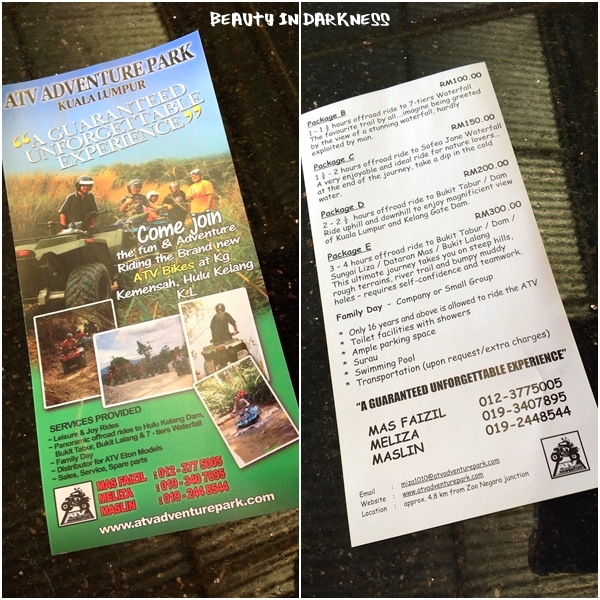 BEAUTY IN DARKNESS
ATV ADVENTURE PARK
KUALA LUMPUR
"A GUARANTEED
UNFORGETTABLE
EXPERIENCE."
Come join
the fun & Adventure
Riding the Brand new
ATV Bikes at Kg
Kemensah, Hulu Kelang
K.L.
SERVICES PROVIDED
- Leisure & Joy Rides
- Panoramic offroad rides to Hulu Kelang Dam,
Bukit Tabur, Bukit Lalang & 7 - tiers Waterfall
- Family Day
- Distributor for ATV Eton Models
- Sales, Service, Spare parts
MAS FAIZIL : 012 - 377 5005
MELIZA : 019 - 340 7895
MASLIN : 019 - 244 8544
ATV
www.atvadventurepark.com
RM100.00
Package B
1 - 1 ½ hours offroad ride to 7-tiers Waterfall
The favourite trail by all...imagine being greeted
by the view of a stunning waterfall, hardly
exploited by man.
RM150.00
Package C
1 ½ - 2 hours offroad ride to Sofea Jane Waterfall
A very enjoyable and ideal ride for nature lovers...
at the end of the journey, take a dip in the cold
water.
RM200.00
Package D
2 - 2 ½ hours offroad ride to Bukit Tabur / Dam
Ride uphill and downhill to enjoy magnificient view
of Kuala Lumpur and Kelang Gate Dam.
RM300.00
Package E
3 - 4 hours offroad ride to Bukit Tabur / Dam /
Sungai Liza / Dataran Mas / Bukit Lalang
This ultimate journey takes you on steep hills,
rough terrains, river trail and bumpy muddy
holes - requires self-confidence and teamwork.
Family Day - Company or Small Group
* Only 16 years and above is allowed to ride the ATV
* Toilet facilities with showers
* Ample parking space
* Surau
* Swimming Pool
* Transportation (upon request/extra charges)
"A GUARANTEED UNFORGETTABLE EXPERIENCE"
MAS FAIZIL 012-3775005
MELIZA 019-3407895
MASLIN 019-2448544
Email : miza1010@atvadventurepark.com
Website : www.atvadventurepark.com
Location : approx. 4.8 km from Zoo Negara junction